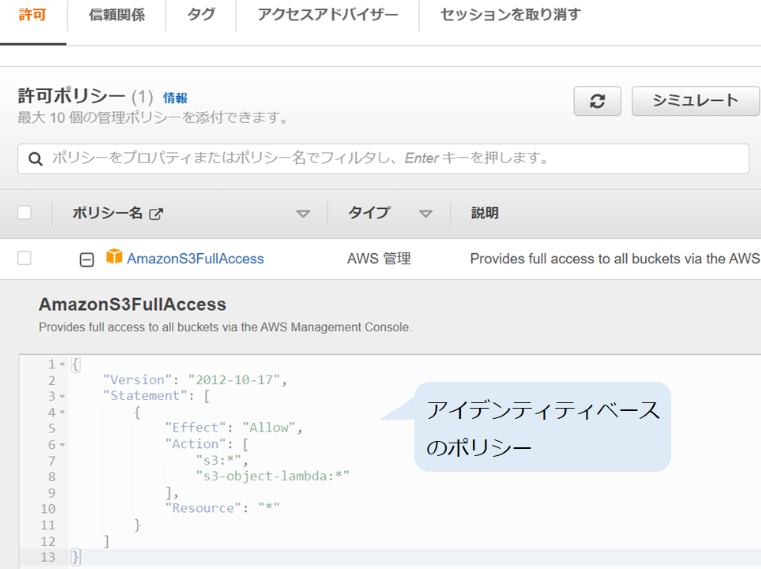 許可 信頼関係 タグ アクセスアドバイザー セッションを取り消す
許可ポリシー (1) 情報
最大 10 個の管理ポリシーを添付できます。
シミュレート
ポリシーをプロパティまたはポリシー名でフィルタし、Enter キーを押します。
ポリシー名 タイプ 説明
AmazonS3FullAccess AWS 管理 Provides full access to all buckets via the AWS
AmazonS3FullAccess
Provides full access to all buckets via the AWS Management Console.
1 {
2 "Version": "2012-10-17",
3 "Statement": [
4 {
5 "Effect": "Allow",
6 "Action": [
7 "s3:*",
8 "s3-object-lambda:*"
9 ],
10 "Resource": "*"
11 }
12 ]
13 }
アイデンティティベース
のポリシー